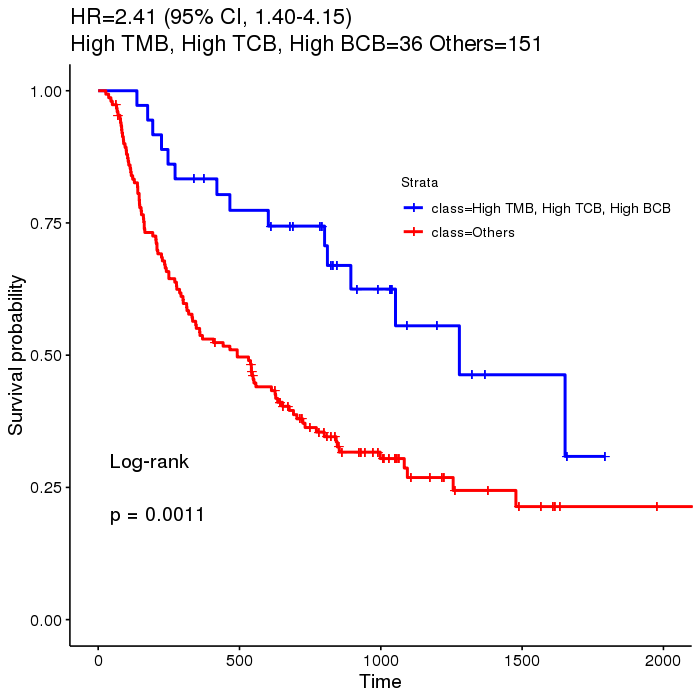 HR=2.41 (95% CI, 1.40-4.15)
High TMB, High TCB, High BCB=36 Others=151
Strata
class=High TMB, High TCB, High BCB
class=Others
Survival probability
1.00
0.75
0.50
0.25
0.00
Log-rank
p = 0.0011
0 500 1000 1500 2000
Time